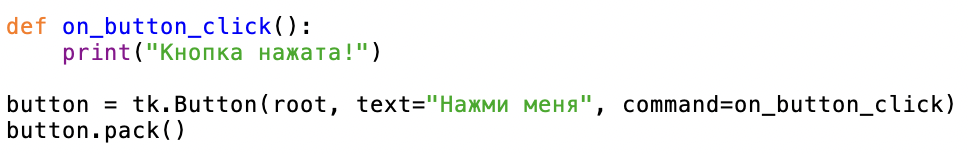 def on_button_click():
    print("Кнопка нажата!")

button = tk.Button(root, text="Нажми меня", command=on_button_click)
button.pack()